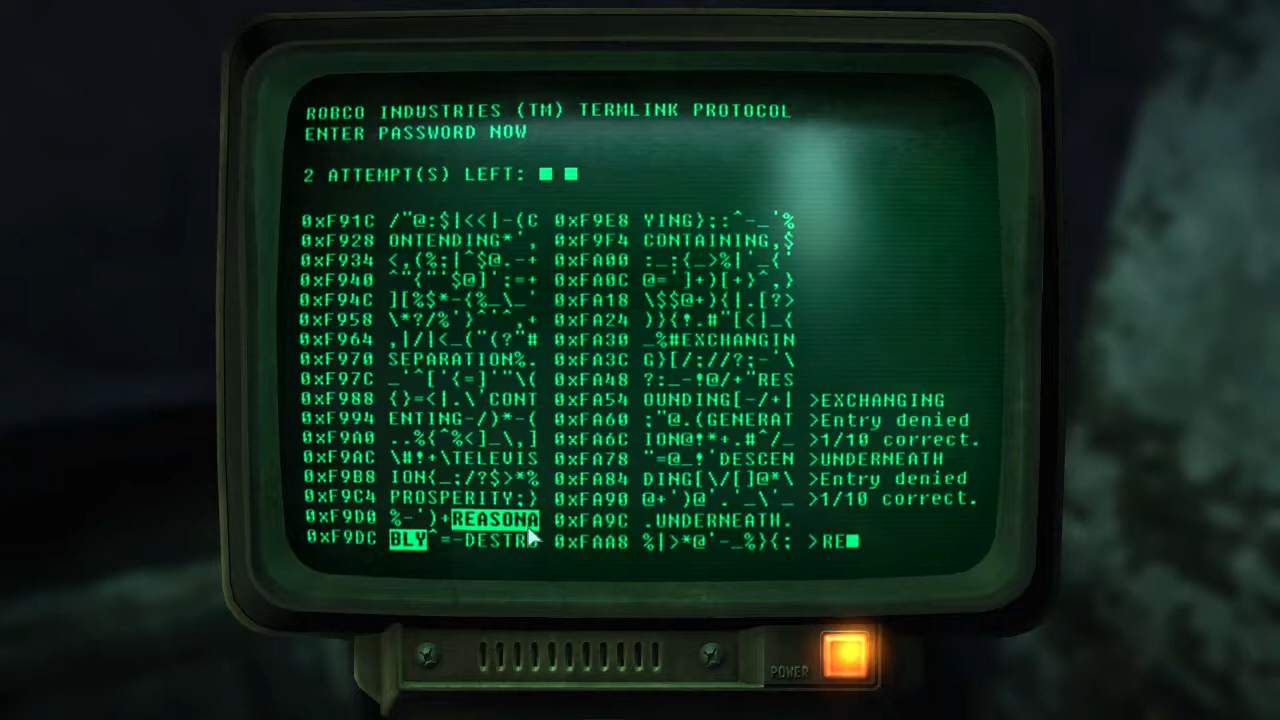 ROBCO INDUSTRIES (TM) TERMLINK PROTOCOL
ENTER PASSWORD NOW
2 ATTEMPT(S) LEFT: ■ ■
0xF91C /"@:$|<<|-(C 0xF9E8 YING};:^-_'%
0xF928 ONTENDING*', 0xF9F4 CONTAINING,$
0xF934 <,(%;|^$@.-+ 0xFA00 :_:{_>%|'_{'
0xF940 ^"{"'$@]':=+ 0xFA0C @=']+)[+}^,}
0xF94C ][%$*-{%_\_' 0xFA18 \$$@+){|.[?>
0xF958 \*?/%'}^'^,+ 0xFA24 )}{!.#"[<|_{
0xF964 ,|/|<_("(?"# 0xFA30 _%#EXCHANGIN
0xF970 SEPARATION%. 0xFA3C G}[/;//?;-'\
0xF97C _'^['{=]'"\( 0xFA48 ?:_-!@/+"RES
0xF988 {}=<|.\'CONT 0xFA54 OUNDING[-/+| >EXCHANGING
0xF994 ENTING-/)*-( 0xFA60 ;"@.(GENERAT >Entry denied
0xF9A0 ..%{^%<]_\,] 0xFA6C ION@!*+.#^/_ >1/10 correct.
0xF9AC \#!+\TELEVIS 0xFA78 "=@_!'DESCEN >UNDERNEATH
0xF9B8 ION{_;/?$>*% 0xFA84 DING[\/[]@*\ >Entry denied
0xF9C4 PROSPERITY;} 0xFA90 @+')@'.'_\'_ >1/10 correct.
0xF9D0 %-')+REASONA 0xFA9C .UNDERNEATH.
0xF9DC BLY^=-DESTRO 0xFAA8 %|>*@'-_%}{; >RE■
POWER